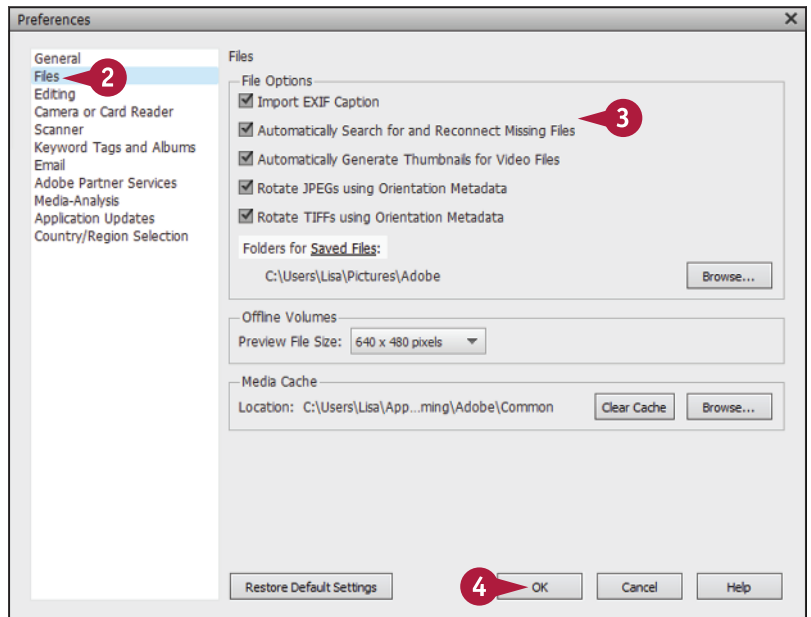 Preferences
General
Files
2
Editing
Camera or Card Reader
Scanner
Keyword Tags and Albums
Email
Adobe Partner Services
Media-Analysis
Application Updates
Country/Region Selection
Files
File Options
Import EXIF Caption
3
Automatically Search for and Reconnect Missing Files
Automatically Generate Thumbnails for Video Files
Rotate JPEGs using Orientation Metadata
Rotate TIFFs using Orientation Metadata
Folders for Saved Files:
C:\Users\Lisa\Pictures\Adobe Browse...
Offline Volumes
Preview File Size: 640 x 480 pixels
Media Cache
Location: C:\Users\Lisa\App...ming\Adobe\Common Clear Cache Browse...
Restore Default Settings 4 OK Cancel Help